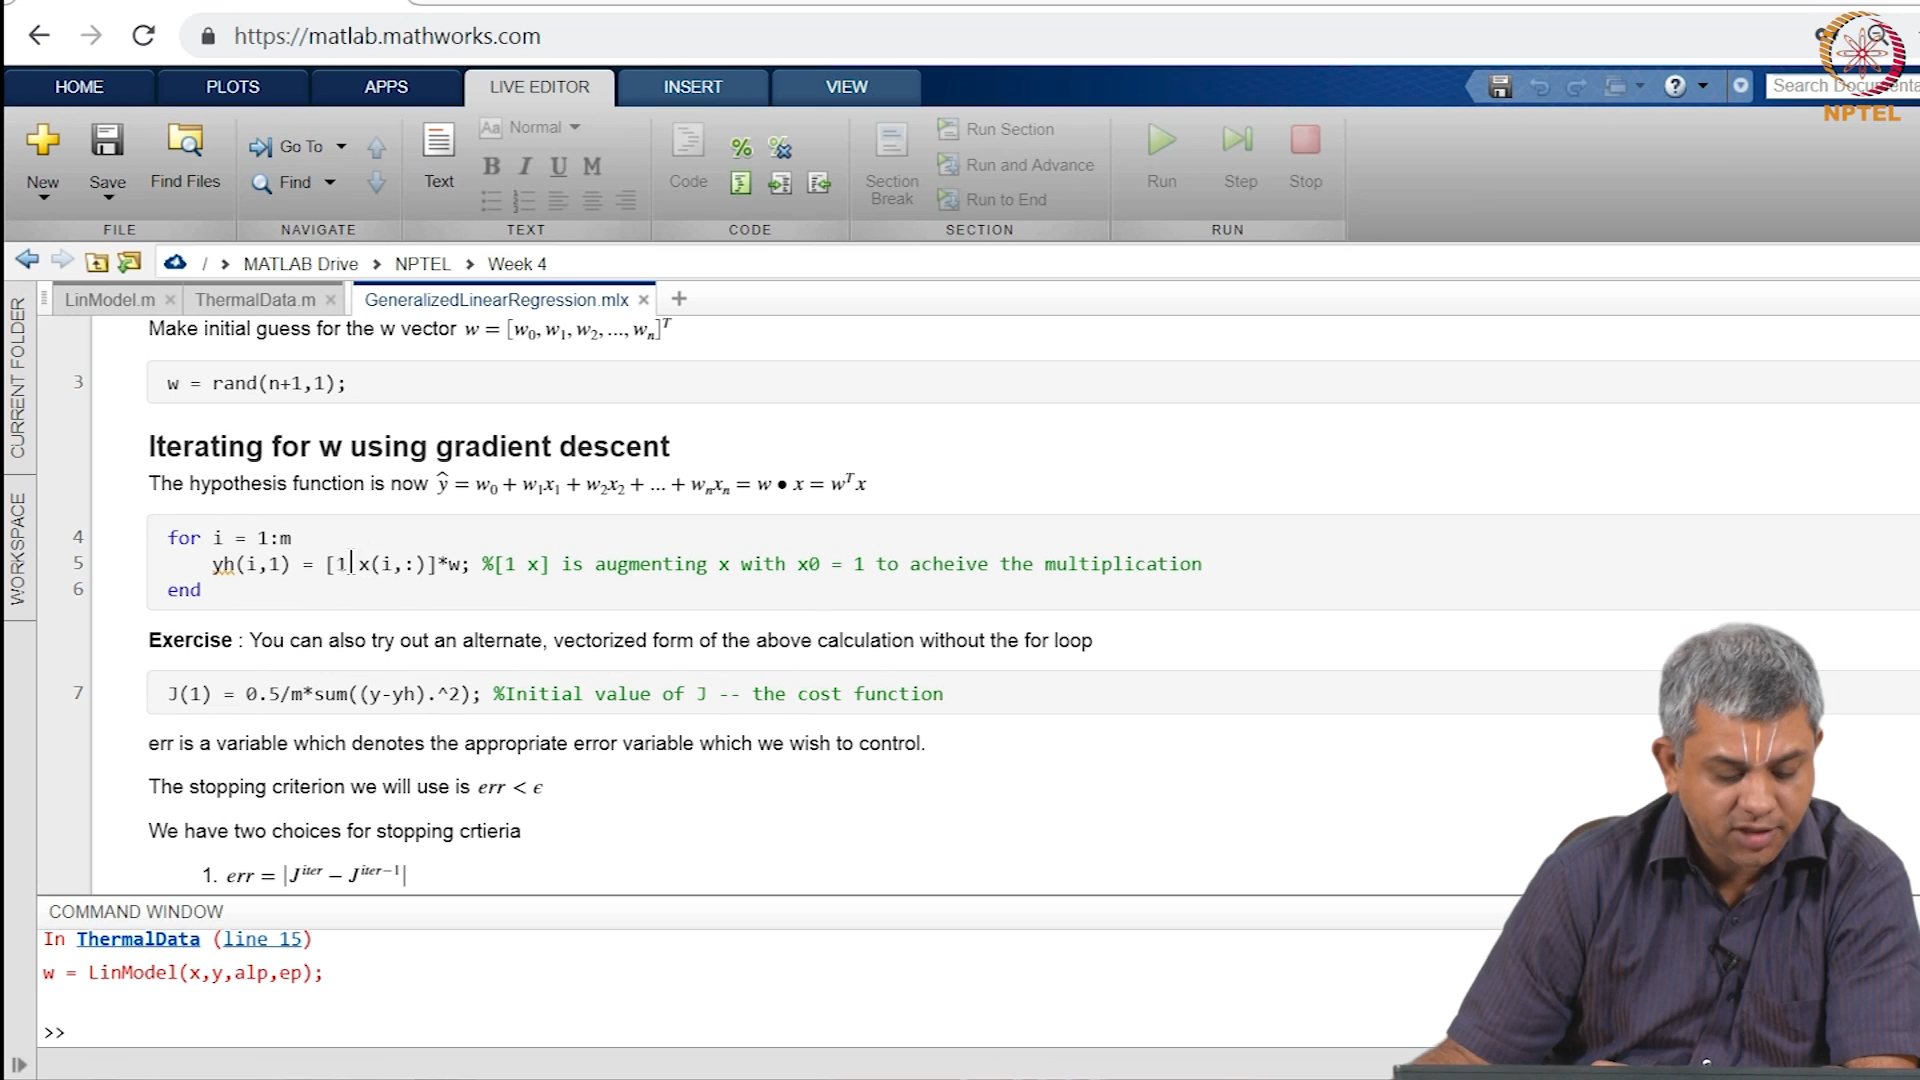 https://matlab.mathworks.com
NPTEL
HOME PLOTS APPS LIVE EDITOR INSERT VIEW
Search Documenta
New Save Find Files
Go To
Find
Text
Aa Normal
B I U M
Code
Section Break
Run Section
Run and Advance
Run to End
Run Step Stop
FILE NAVIGATE TEXT CODE SECTION RUN
/ > MATLAB Drive > NPTEL > Week 4
LinModel.m × ThermalData.m × GeneralizedLinearRegression.mlx × +
CURRENT FOLDER
WORKSPACE
Make initial guess for the w vector w = [w₀, w₁, w₂, ..., wₙ]ᵀ
3 w = rand(n+1,1);
Iterating for w using gradient descent
The hypothesis function is now ŷ = w₀ + w₁x₁ + w₂x₂ + ... + wₙxₙ = w • x = wᵀx
4 for i = 1:m
5 yh(i,1) = [1 x(i,:)]*w; %[1 x] is augmenting x with x0 = 1 to acheive the multiplication
6 end
Exercise : You can also try out an alternate, vectorized form of the above calculation without the for loop
7 J(1) = 0.5/m*sum((y-yh).^2); %Initial value of J -- the cost function
err is a variable which denotes the appropriate error variable which we wish to control.
The stopping criterion we will use is err < ϵ
We have two choices for stopping crtieria
1. err = |Jⁱᵗᵉʳ − Jⁱᵗᵉʳ⁻¹|
COMMAND WINDOW
In ThermalData (line 15)
w = LinModel(x,y,alp,ep);
>>